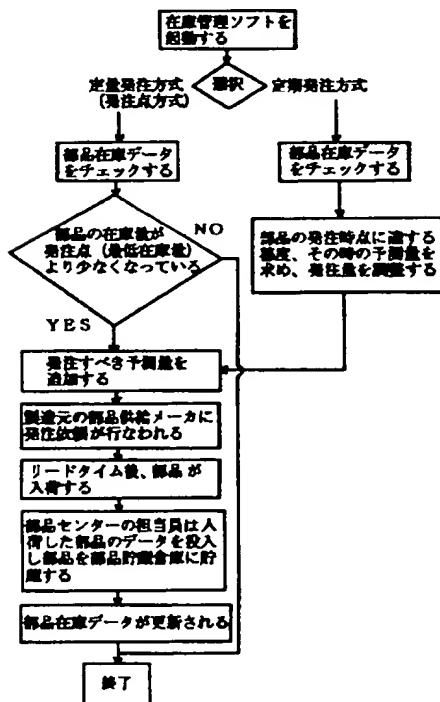 在庫管理ソフトを
起動する
選択
定量発注方式
(発注点方式)
定期発注方式
部品在庫データ
をチェックする
部品在庫データ
をチェックする
部品の在庫量が
発注点(最低在庫量)
より少なくなっている
NO
YES
部品の発注時点に達する
都度、その時の予測量を
求め、発注量を調整する
発注すべき予測量を
追加する
製造元の部品供給メーカに
発注依頼が行なわれる
リードタイム後、部品が
入荷する
部品センターの担当員は入
荷した部品のデータを投入
し部品を部品貯蔵倉庫に貯
蔵する
部品在庫データが更新される
終了